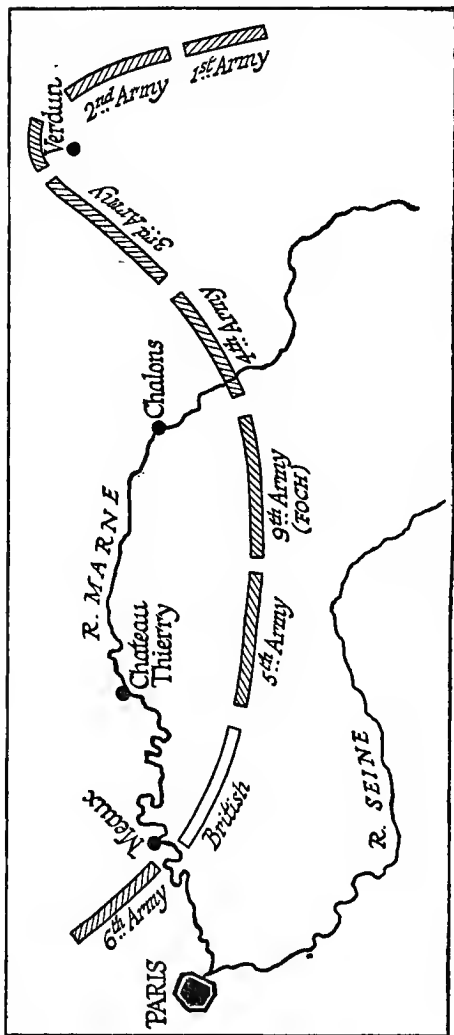 PARIS
6th Army
Meaux
British
Chateau
Thierry
R. MARNE
5th Army
R. SEINE
9th Army
(FOCH)
Chalons
4th Army
3rd Army
Verdun
2nd Army
1st Army